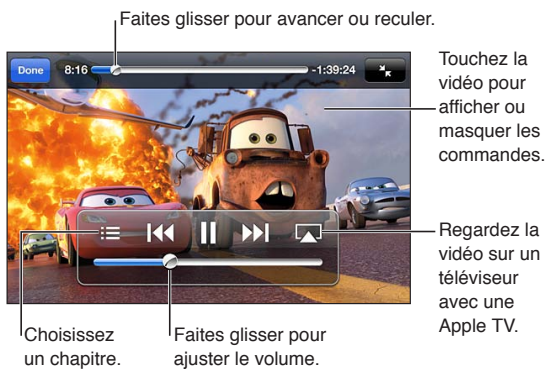 Faites glisser pour avancer ou reculer.
Done 8:16 -1:39:24
Touchez la
vidéo pour
afficher ou
masquer les
commandes.
Regardez la
vidéo sur un
téléviseur
avec une
Apple TV.
Choisissez
un chapitre.
Faites glisser pour
ajuster le volume.